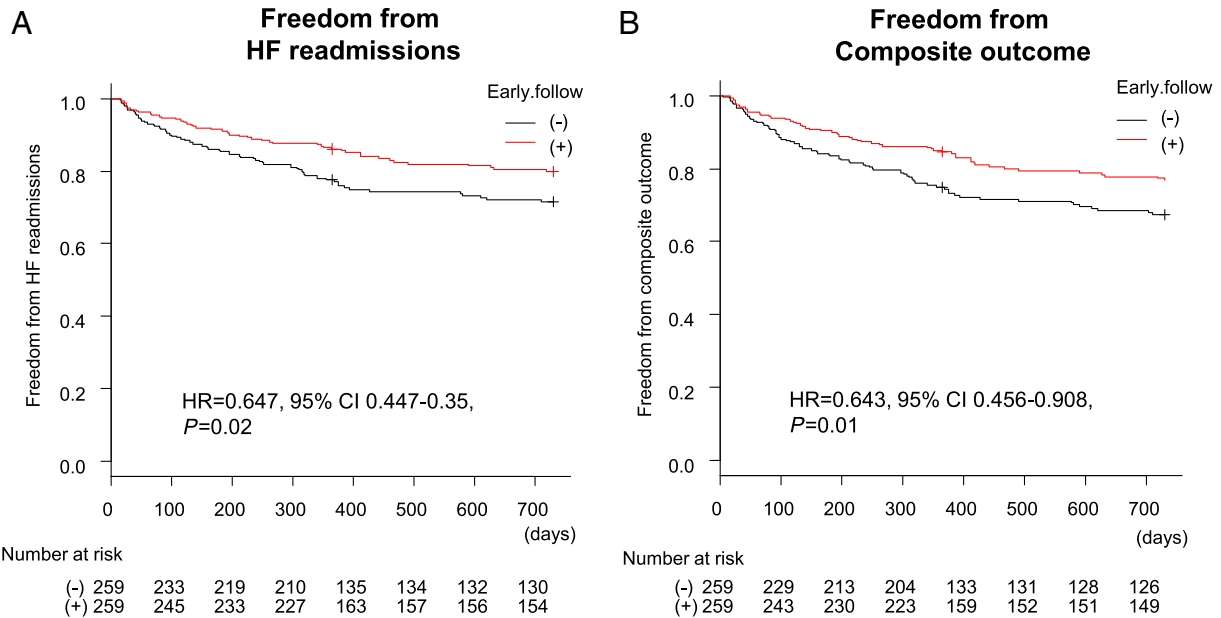 A
Freedom from
HF readmissions
Early.follow
(-)
(+)
Freedom from HF readmissions
1.0
0.8
0.6
0.4
0.2
0.0
HR=0.647, 95% CI 0.447-0.35,
P=0.02
0 100 200 300 400 500 600 700
(days)
Number at risk
(-) 259 233 219 210 135 134 132 130
(+) 259 245 233 227 163 157 156 154
B
Freedom from
Composite outcome
Early.follow
(-)
(+)
Freedom from composite outcome
1.0
0.8
0.6
0.4
0.2
0.0
HR=0.643, 95% CI 0.456-0.908,
P=0.01
0 100 200 300 400 500 600 700
(days)
Number at risk
(-) 259 229 213 204 133 131 128 126
(+) 259 243 230 223 159 152 151 149